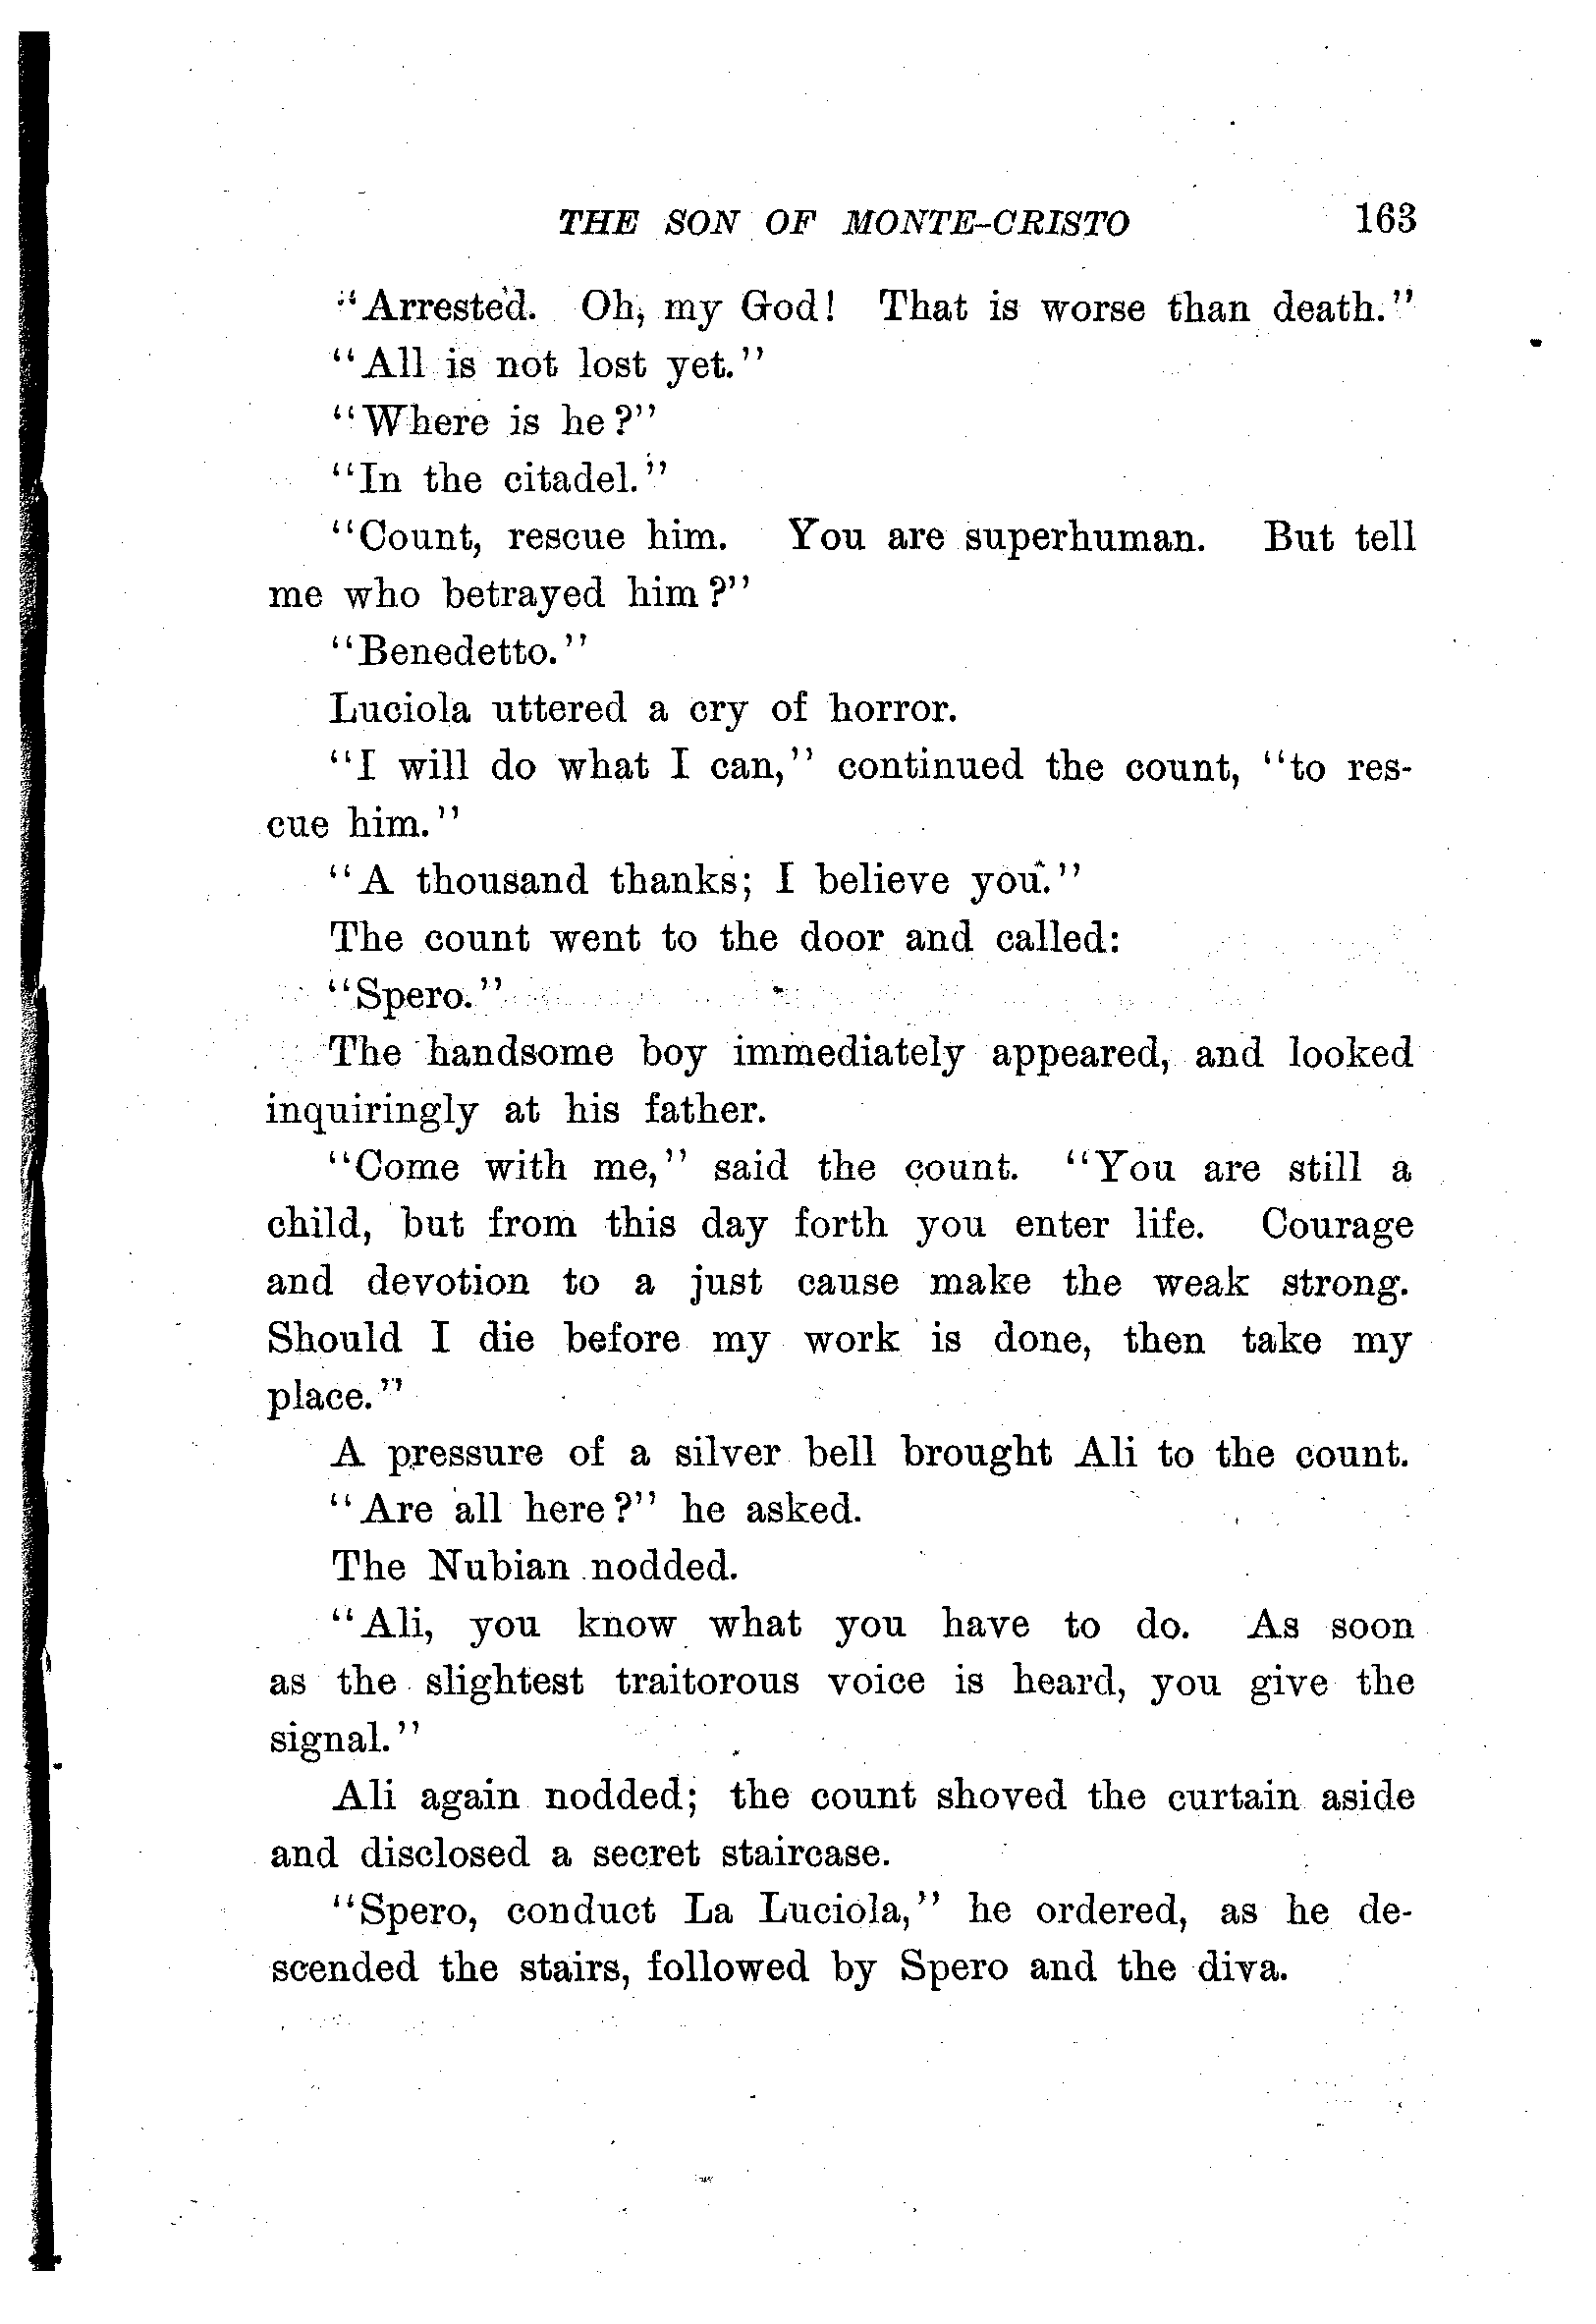 THE SON OF MONTE-CRISTO 163
"Arrested. Oh, my God! That is worse than death."
"All is not lost yet."
"Where is he?"
"In the citadel."
"Count, rescue him. You are superhuman. But tell
me who betrayed him?"
"Benedetto."
Luciola uttered a cry of horror.
"I will do what I can," continued the count, "to res-
cue him."
"A thousand thanks; I believe you."
The count went to the door and called:
"Spero."
The handsome boy immediately appeared, and looked
inquiringly at his father.
"Come with me," said the count. "You are still a
child, but from this day forth you enter life. Courage
and devotion to a just cause make the weak strong.
Should I die before my work is done, then take my
place."
A pressure of a silver bell brought Ali to the count.
"Are all here?" he asked.
The Nubian nodded.
"Ali, you know what you have to do. As soon
as the slightest traitorous voice is heard, you give the
signal."
Ali again nodded; the count shoved the curtain aside
and disclosed a secret staircase.
"Spero, conduct La Luciola," he ordered, as he de-
scended the stairs, followed by Spero and the diva.